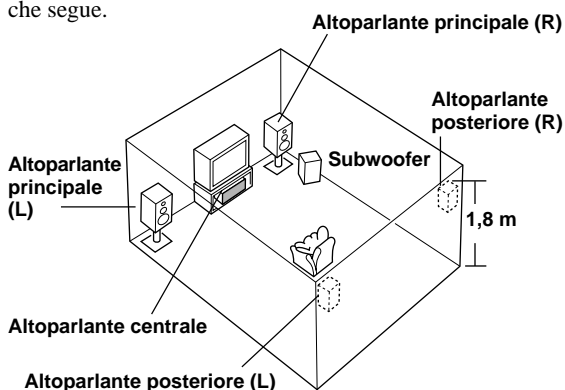 che segue.
Altoparlante principale (R)
Altoparlante
posteriore (R)
Subwoofer
Altoparlante
principale
(L)
1,8 m
Altoparlante centrale
Altoparlante posteriore (L)